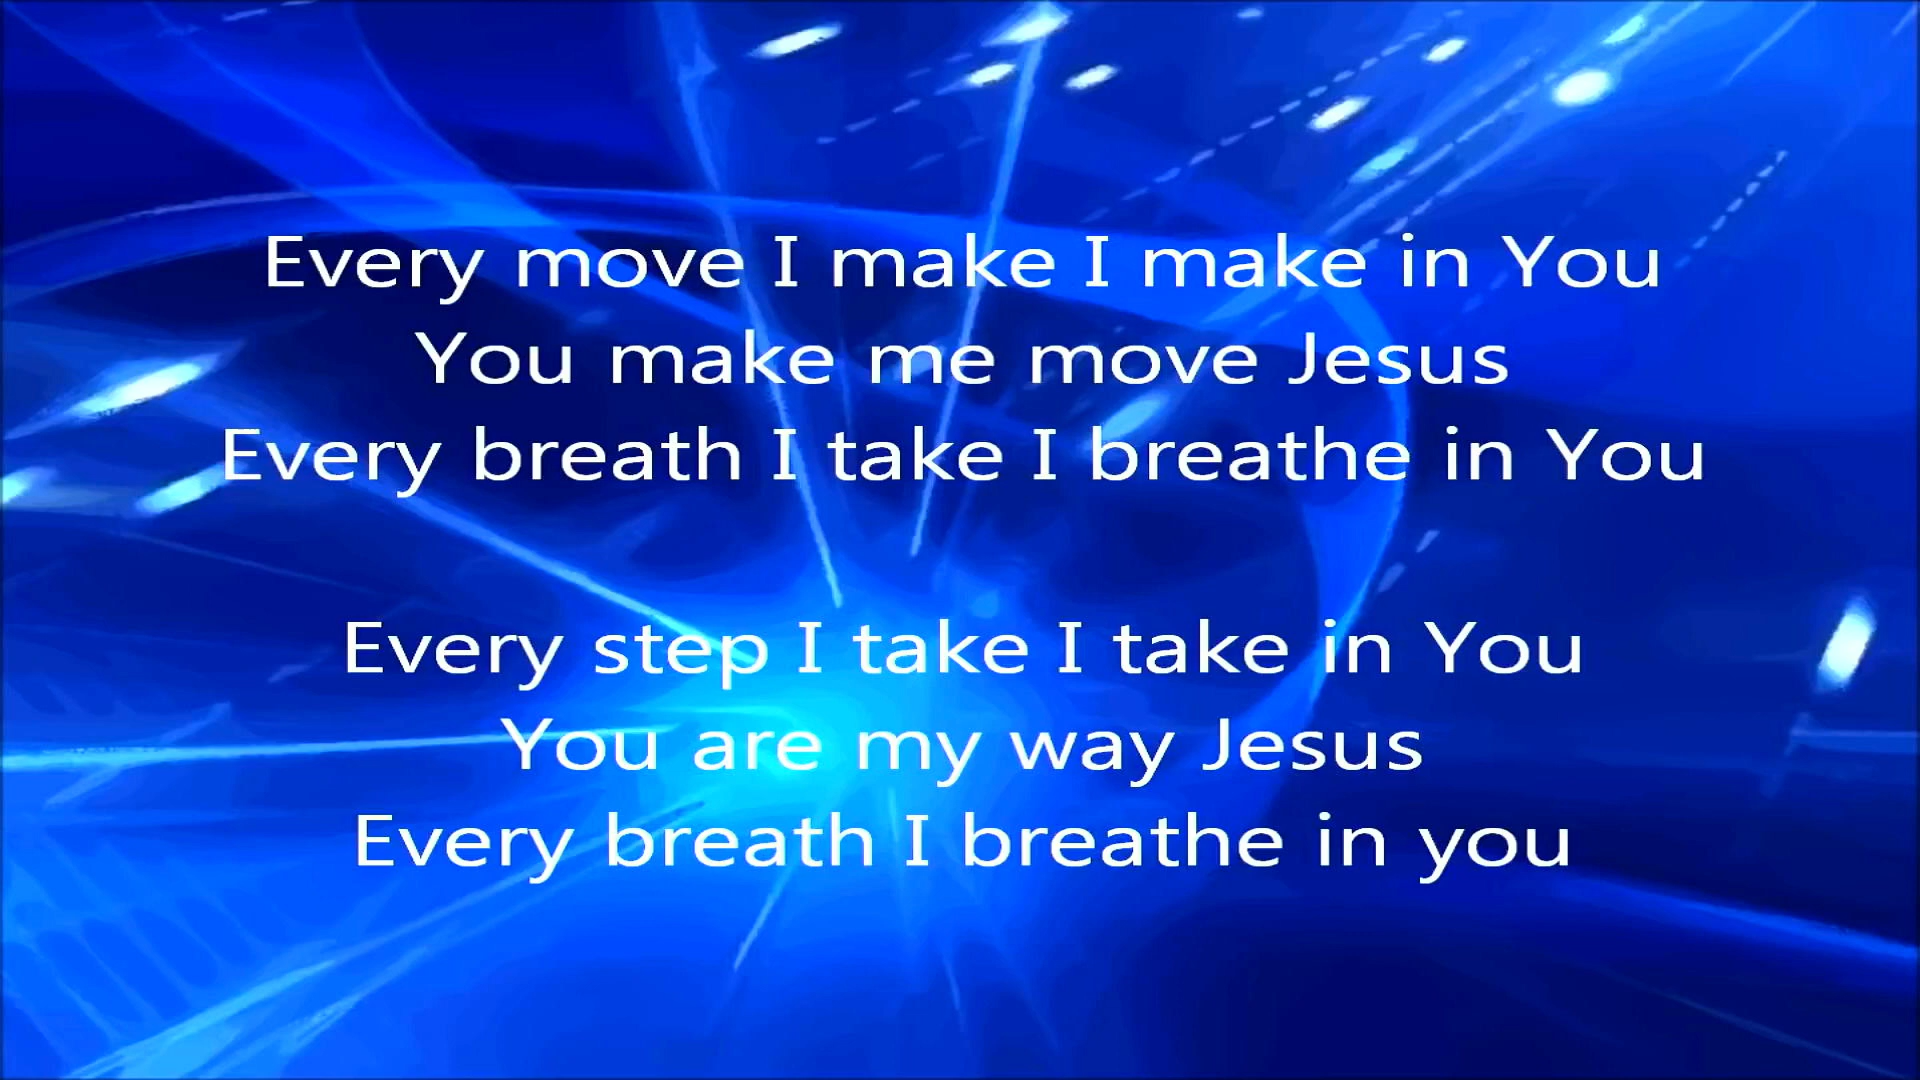 Every move I make I make in You
You make me move Jesus
Every breath I take I breathe in You
Every step I take I take in You
You are my way Jesus
Every breath I breathe in you